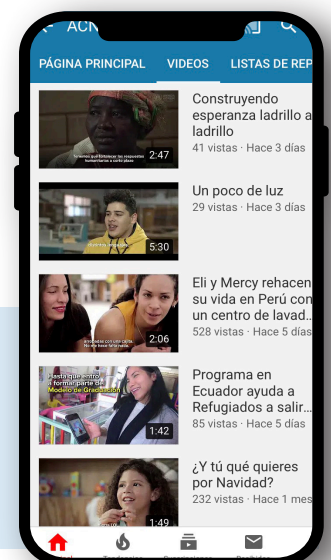 ACN
PÁGINA PRINCIPAL VIDEOS LISTAS DE REP
Construyendo
esperanza ladrillo a
ladrillo
41 vistas · Hace 3 días
2:47
Un poco de luz
29 vistas · Hace 3 días
5:30
Eli y Mercy rehacen
su vida en Perú con
un centro de lavad...
528 vistas · Hace 5 días
2:06
Hasta que entró
a formar parte del
Modelo de Graduación
Programa en
Ecuador ayuda a
Refugiados a salir...
85 vistas · Hace 5 días
1:42
¿Y tú qué quieres
por Navidad?
232 vistas · Hace 1 mes
1:49